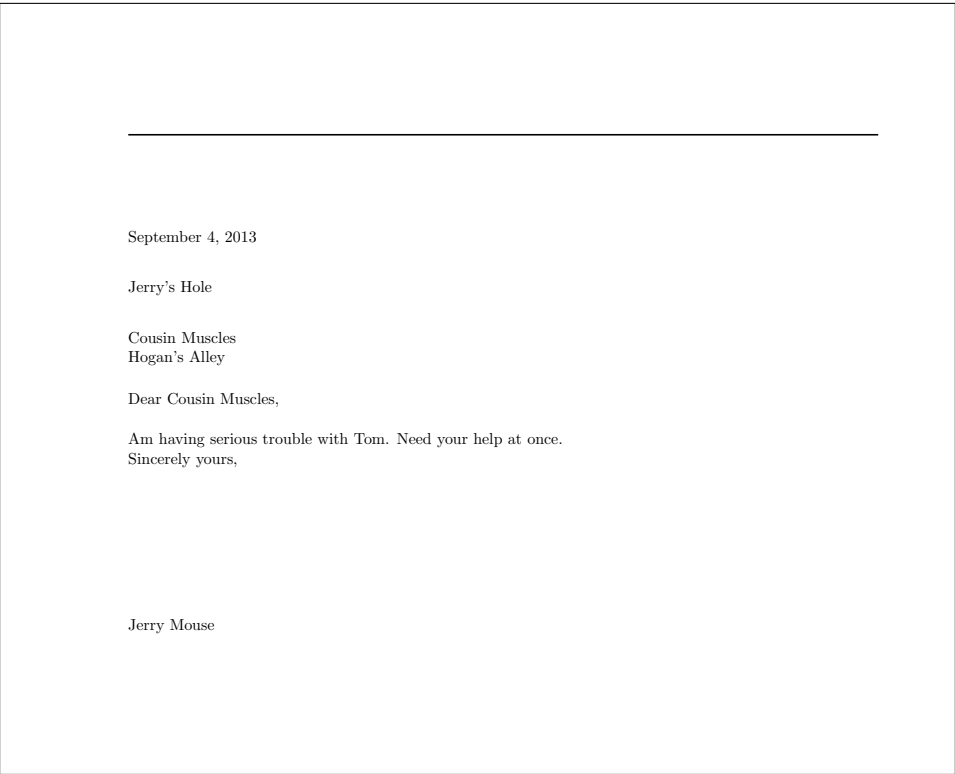 September 4, 2013
Jerry's Hole
Cousin Muscles
Hogan's Alley
Dear Cousin Muscles,
Am having serious trouble with Tom. Need your help at once.
Sincerely yours,
Jerry Mouse